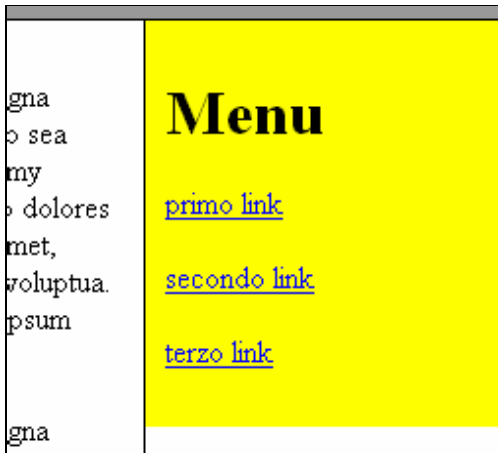 gna
sea
my
dolores
met,
voluptua.
psum
gna
Menu
primo link
secondo link
terzo link